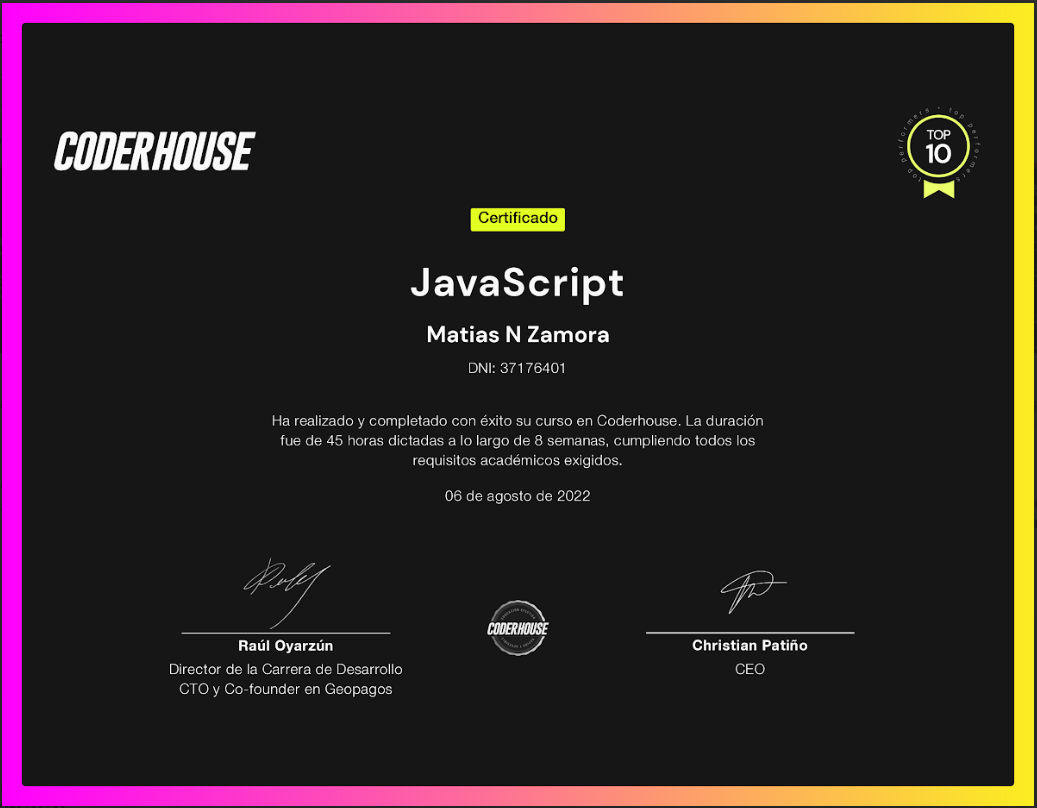 CODERHOUSE
top performers • top performers
TOP
10
Certificado
JavaScript
Matias N Zamora
DNI: 37176401
Ha realizado y completado con éxito su curso en Coderhouse. La duración
fue de 45 horas dictadas a lo largo de 8 semanas, cumpliendo todos los
requisitos académicos exigidos.
06 de agosto de 2022
Raúl Oyarzún
Director de la Carrera de Desarrollo
CTO y Co-founder en Geopagos
CODERHOUSE
Christian Patiño
CEO